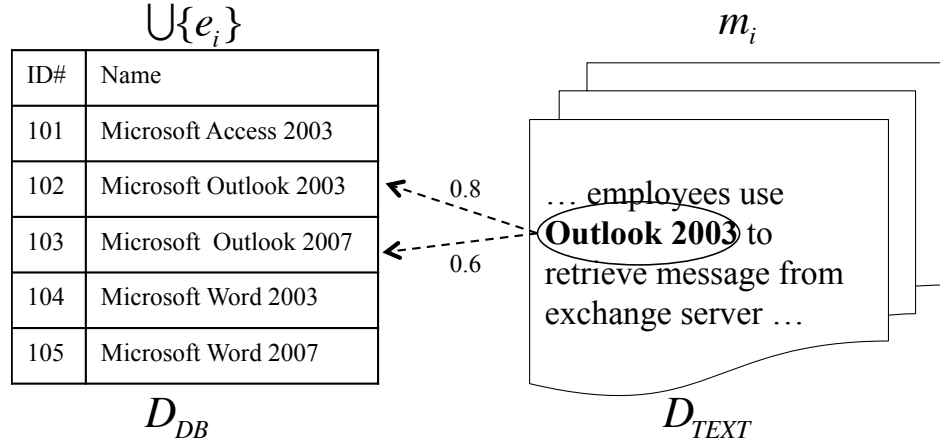 ⋃{e_i}
m_i
ID# Name
101 Microsoft Access 2003
102 Microsoft Outlook 2003
103 Microsoft Outlook 2007
104 Microsoft Word 2003
105 Microsoft Word 2007
0.8
0.6
… employees use
Outlook 2003 to
retrieve message from
exchange server …
D_DB
D_TEXT